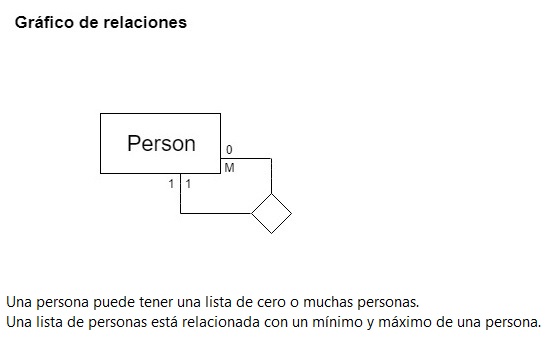 Gráfico de relaciones
Person
0
M
1 1
Una persona puede tener una lista de cero o muchas personas.
Una lista de personas está relacionada con un mínimo y máximo de una persona.